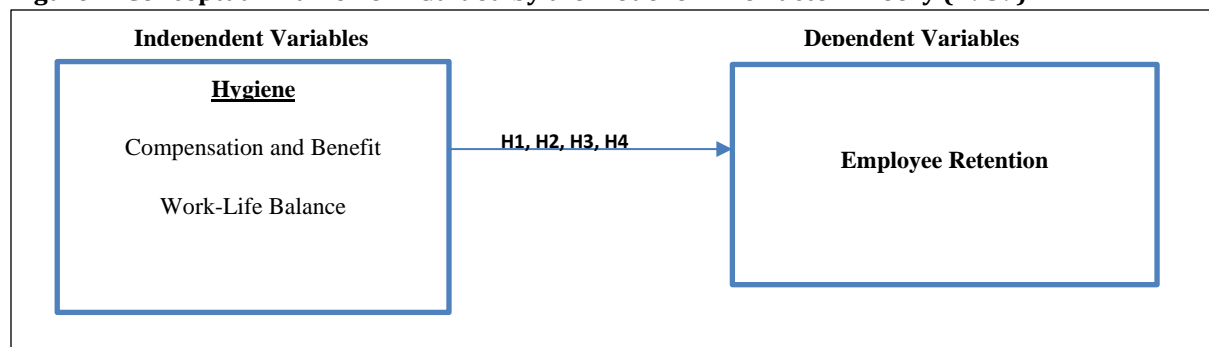 Independent Variables
Dependent Variables
Hygiene
Compensation and Benefit
Work-Life Balance
H1, H2, H3, H4
Employee Retention